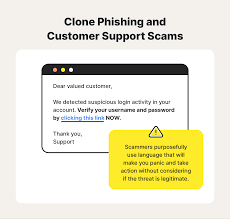 Clone Phishing and
Customer Support Scams
Dear valued customer,
We detected suspicious login activity in your
account. Verify your username and password
by clicking this link NOW.
Thank you,
Support
Scammers purposefully
use language that will
make you panic and take
action without considering
if the threat is legitimate.